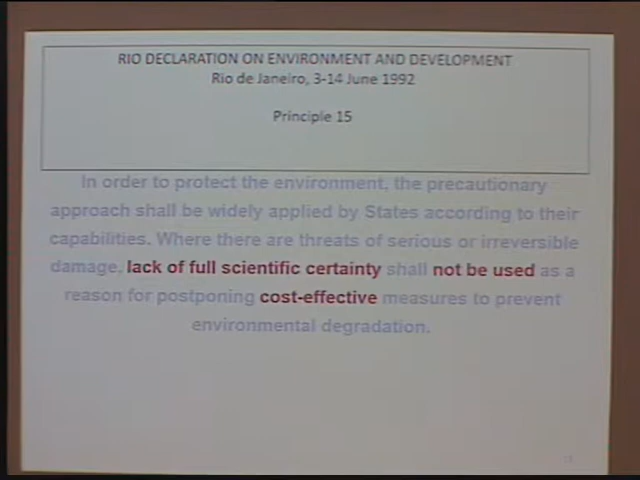 RIO DECLARATION ON ENVIRONMENT AND DEVELOPMENT
Rio de Janeiro, 3-14 June 1992
Principle 15
In order to protect the environment, the precautionary
approach shall be widely applied by States according to their
capabilities. Where there are threats of serious or irreversible
damage, lack of full scientific certainty shall not be used as a
reason for postponing cost-effective measures to prevent
environmental degradation.